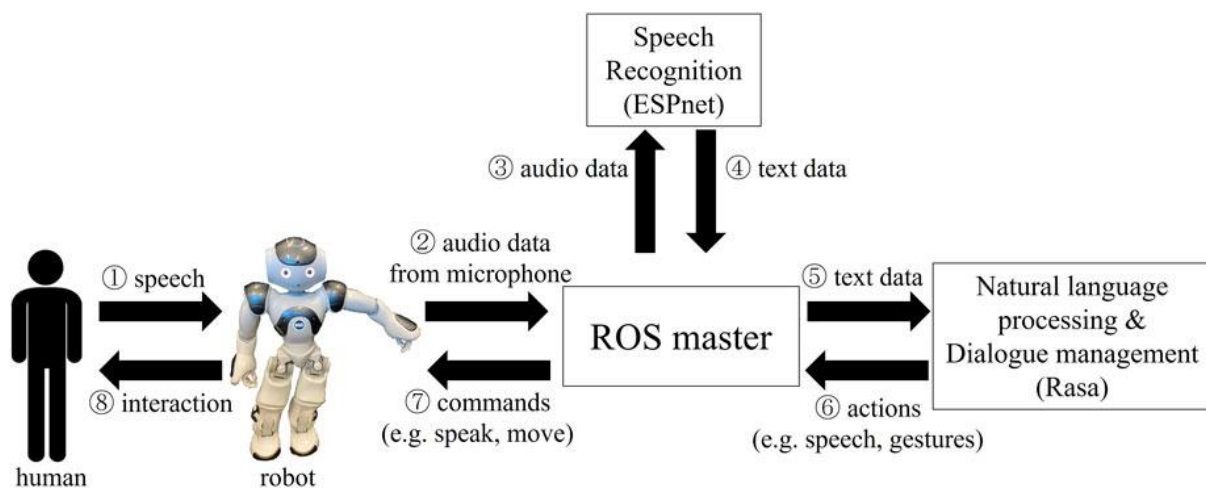 Speech
Recognition
(ESPnet)
③ audio data
④ text data
① speech
② audio data
from microphone
⑤ text data
ROS master
Natural language
processing &
Dialogue management
(Rasa)
⑧ interaction
⑦ commands
(e.g. speak, move)
⑥ actions
(e.g. speech, gestures)
human
robot